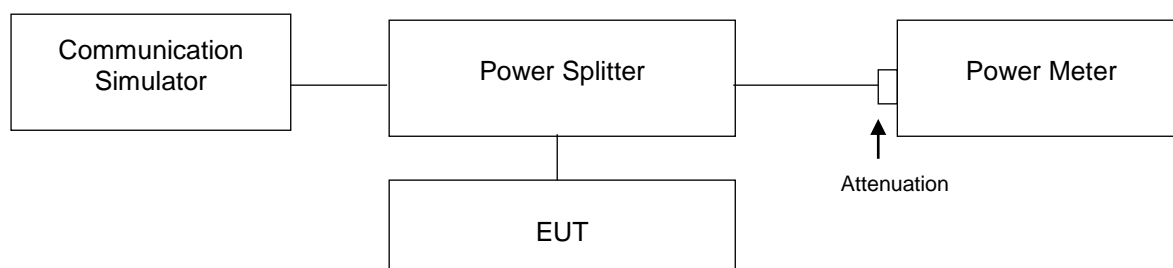 Communication
Simulator
Power Splitter
Power Meter
Attenuation
EUT